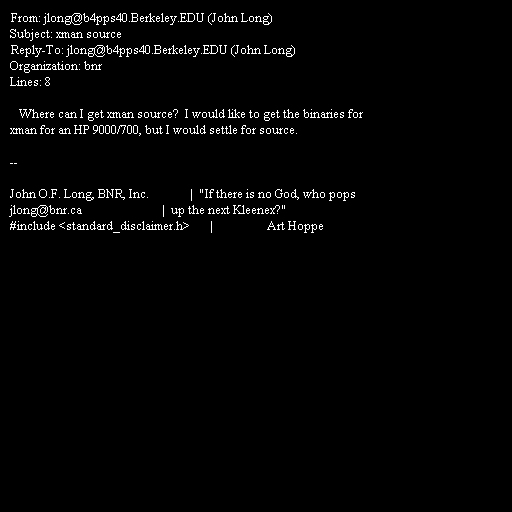 From: jlong@b4pps40.Berkeley.EDU (John Long)
Subject: xman source
Reply-To: jlong@b4pps40.Berkeley.EDU (John Long)
Organization: bnr
Lines: 8

   Where can I get xman source?  I would like to get the binaries for
xman for an HP 9000/700, but I would settle for source.

--

John O.F. Long, BNR, Inc.             |  "If there is no God, who pops
jlong@bnr.ca                          |  up the next Kleenex?"
#include <standard_disclaimer.h>       |                 Art Hoppe